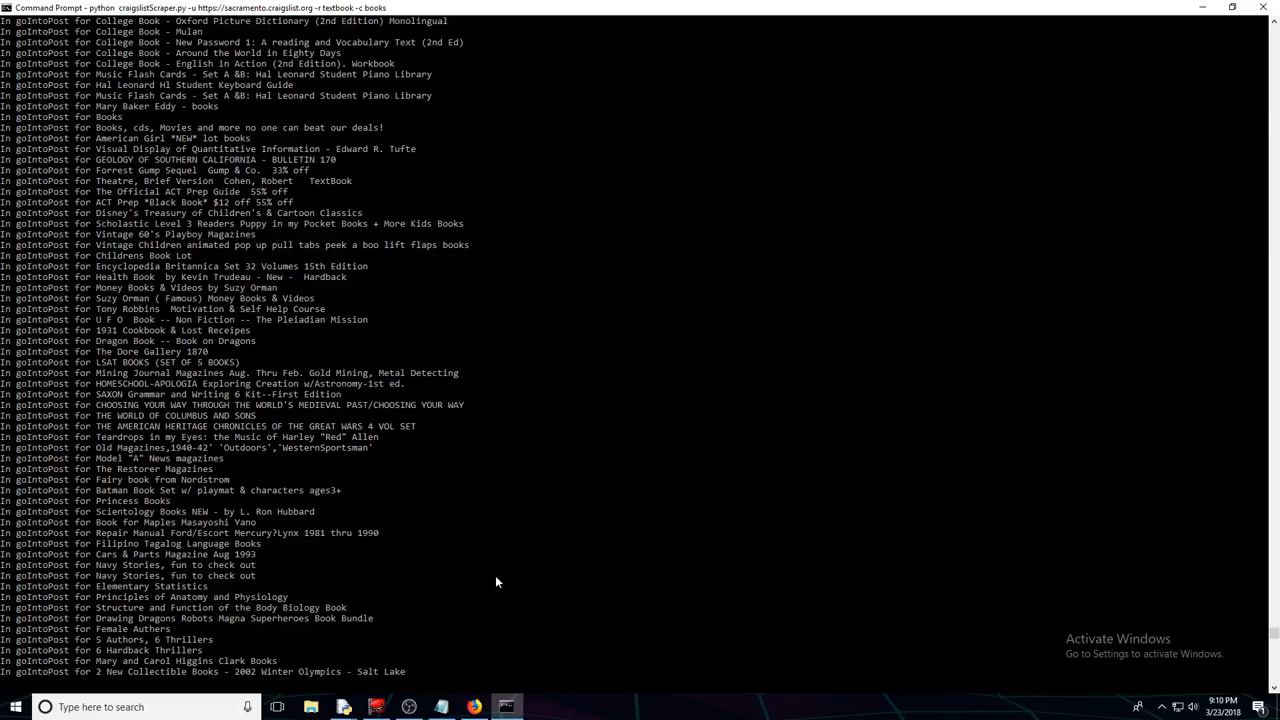 Command Prompt - python  craigslistScraper.py -u https://sacramento.craigslist.org -r textbook -c books
In goIntoPost for College Book - Oxford Picture Dictionary (2nd Edition) Monolingual
In goIntoPost for College Book - Mulan
In goIntoPost for College Book - New Password 1: A reading and Vocabulary Text (2nd Ed)
In goIntoPost for College Book - Around the World in Eighty Days
In goIntoPost for College Book - English in Action (2nd Edition). Workbook
In goIntoPost for Music Flash Cards - Set A &B: Hal Leonard Student Piano Library
In goIntoPost for Hal Leonard Hl Student Keyboard Guide
In goIntoPost for Music Flash Cards - Set A &B: Hal Leonard Student Piano Library
In goIntoPost for Mary Baker Eddy - books
In goIntoPost for Books
In goIntoPost for Books, cds, Movies and more no one can beat our deals!
In goIntoPost for American Girl *NEW* lot books
In goIntoPost for Visual Display of Quantitative Information - Edward R. Tufte
In goIntoPost for GEOLOGY OF SOUTHERN CALIFORNIA - BULLETIN 170
In goIntoPost for Forrest Gump Sequel  Gump & Co.  33% off
In goIntoPost for Theatre, Brief Version  Cohen, Robert   TextBook
In goIntoPost for The Official ACT Prep Guide  55% off
In goIntoPost for ACT Prep *Black Book* $12 off 55% off
In goIntoPost for Disney's Treasury of Children's & Cartoon Classics
In goIntoPost for Scholastic Level 3 Readers Puppy in my Pocket Books + More Kids Books
In goIntoPost for Vintage 60's Playboy Magazines
In goIntoPost for Vintage Children animated pop up pull tabs peek a boo lift flaps books
In goIntoPost for Childrens Book Lot
In goIntoPost for Encyclopedia Britannica Set 32 Volumes 15th Edition
In goIntoPost for Health Book  by Kevin Trudeau - New -  Hardback
In goIntoPost for Money Books & Videos by Suzy Orman
In goIntoPost for Suzy Orman ( Famous) Money Books & Videos
In goIntoPost for Tony Robbins  Motivation & Self Help Course
In goIntoPost for U F O  Book -- Non Fiction -- The Pleiadian Mission
In goIntoPost for 1931 Cookbook & Lost Receipes
In goIntoPost for Dragon Book -- Book on Dragons
In goIntoPost for The Dore Gallery 1870
In goIntoPost for LSAT BOOKS (SET OF 5 BOOKS)
In goIntoPost for Mining Journal Magazines Aug. Thru Feb. Gold Mining, Metal Detecting
In goIntoPost for HOMESCHOOL-APOLOGIA Exploring Creation w/Astronomy-1st ed.
In goIntoPost for SAXON Grammar and Writing 6 Kit--First Edition
In goIntoPost for CHOOSING YOUR WAY THROUGH THE WORLD'S MEDIEVAL PAST/CHOOSING YOUR WAY
In goIntoPost for THE WORLD OF COLUMBUS AND SONS
In goIntoPost for THE AMERICAN HERITAGE CHRONICLES OF THE GREAT WARS 4 VOL SET
In goIntoPost for Teardrops in my Eyes: the Music of Harley "Red" Allen
In goIntoPost for Old Magazines,1940-42' 'Outdoors','WesternSportsman'
In goIntoPost for Model "A" News magazines
In goIntoPost for The Restorer Magazines
In goIntoPost for Fairy book from Nordstrom
In goIntoPost for Batman Book Set w/ playmat & characters ages3+
In goIntoPost for Princess Books
In goIntoPost for Scientology Books NEW - by L. Ron Hubbard
In goIntoPost for Book for Maples Masayoshi Yano
In goIntoPost for Repair Manual Ford/Escort Mercury?Lynx 1981 thru 1990
In goIntoPost for Filipino Tagalog Language Books
In goIntoPost for Cars & Parts Magazine Aug 1993
In goIntoPost for Navy Stories, fun to check out
In goIntoPost for Navy Stories, fun to check out
In goIntoPost for Elementary Statistics
In goIntoPost for Principles of Anatomy and Physiology
In goIntoPost for Structure and Function of the Body Biology Book
In goIntoPost for Drawing Dragons Robots Magna Superheroes Book Bundle
In goIntoPost for Female Authers
In goIntoPost for 5 Authors, 6 Thrillers
In goIntoPost for 6 Hardback Thrillers
In goIntoPost for Mary and Carol Higgins Clark Books
In goIntoPost for 2 New Collectible Books - 2002 Winter Olympics - Salt Lake
Activate Windows
Go to Settings to activate Windows.
Type here to search
9:10 PM
3/23/2018
1